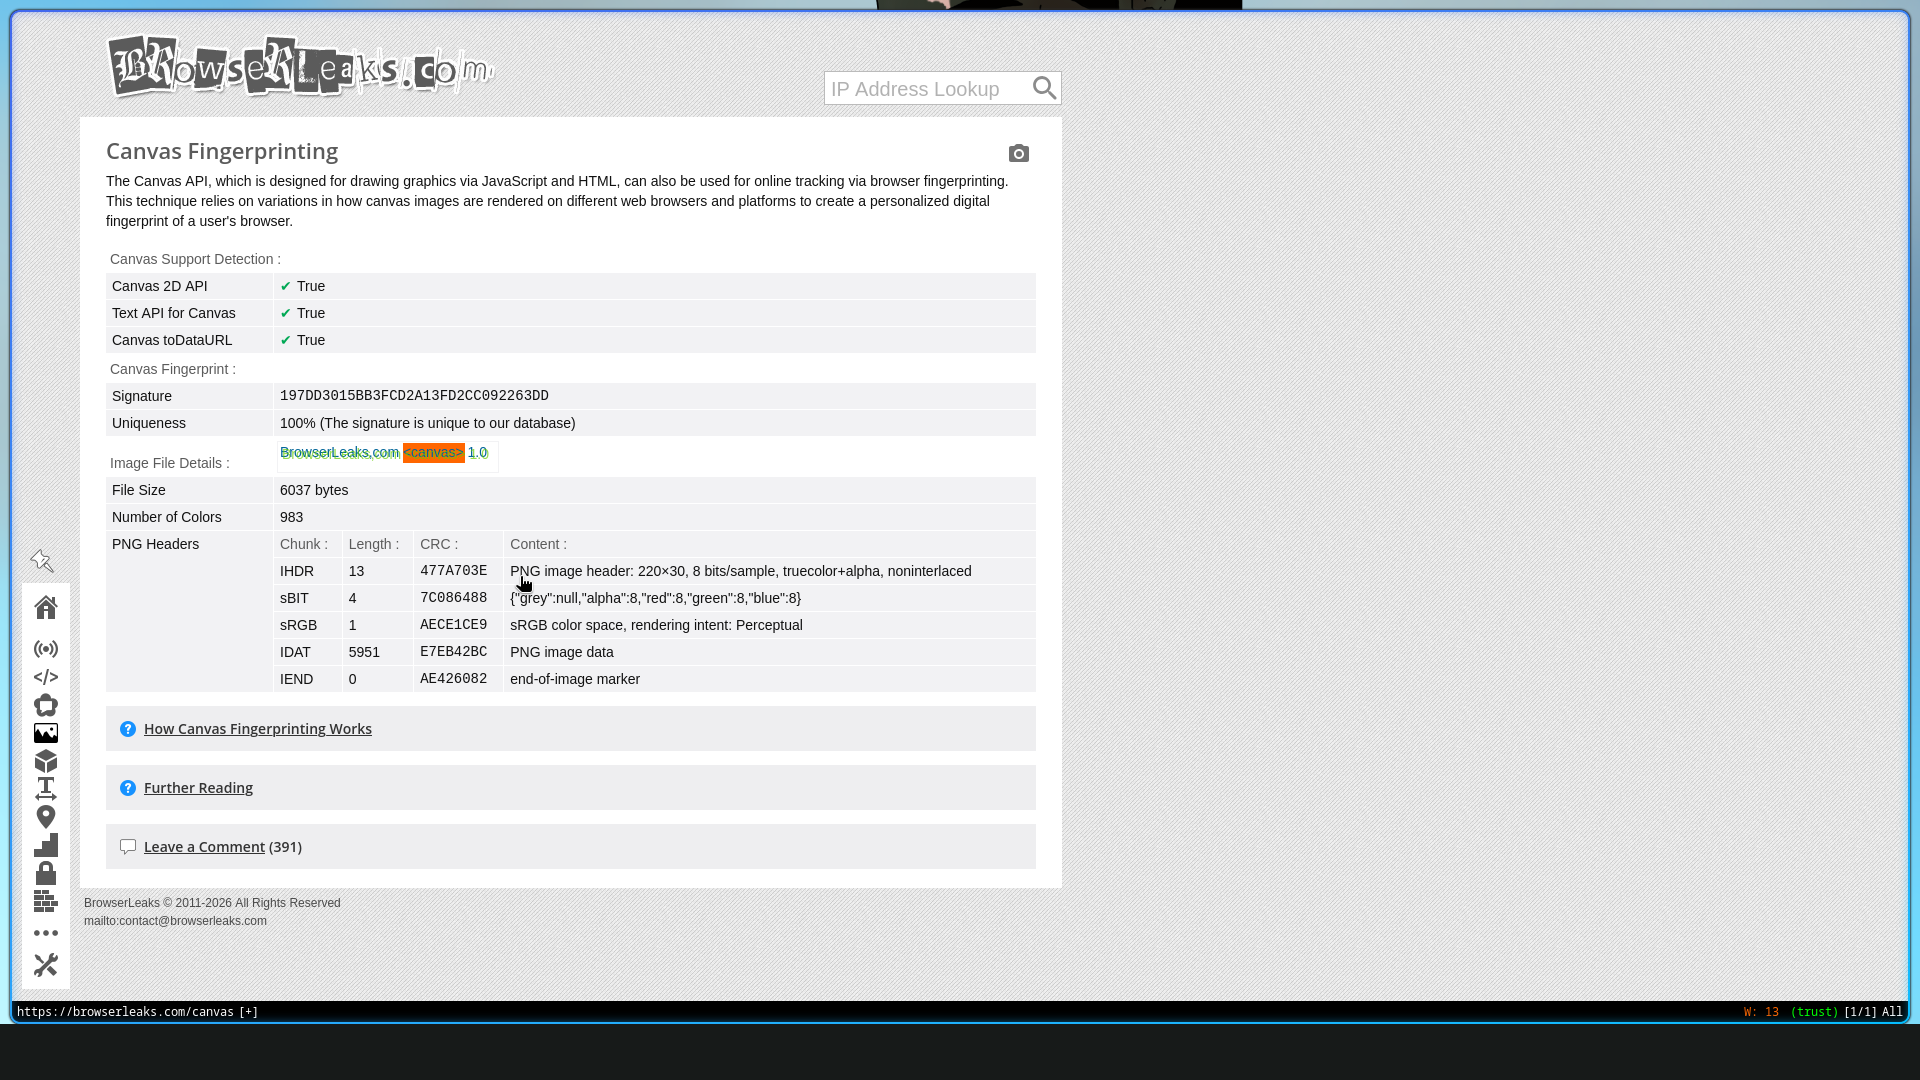 BrowserLeaks.com
IP Address Lookup
Canvas Fingerprinting
The Canvas API, which is designed for drawing graphics via JavaScript and HTML, can also be used for online tracking via browser fingerprinting.
This technique relies on variations in how canvas images are rendered on different web browsers and platforms to create a personalized digital
fingerprint of a user's browser.
Canvas Support Detection :
Canvas 2D API ✔ True
Text API for Canvas ✔ True
Canvas toDataURL ✔ True
Canvas Fingerprint :
Signature 197DD3015BB3FCD2A13FD2CC092263DD
Uniqueness 100% (The signature is unique to our database)
BrowserLeaks,com <canvas> 1.0
Image File Details :
File Size 6037 bytes
Number of Colors 983
PNG Headers Chunk : Length : CRC : Content :
IHDR 13 477A703E PNG image header: 220×30, 8 bits/sample, truecolor+alpha, noninterlaced
sBIT 4 7C086488 {"grey":null,"alpha":8,"red":8,"green":8,"blue":8}
sRGB 1 AECE1CE9 sRGB color space, rendering intent: Perceptual
IDAT 5951 E7EB42BC PNG image data
IEND 0 AE426082 end-of-image marker
How Canvas Fingerprinting Works
Further Reading
Leave a Comment (391)
BrowserLeaks © 2011-2026 All Rights Reserved
mailto:contact@browserleaks.com
https://browserleaks.com/canvas [+] W: 13 (trust) [1/1] All